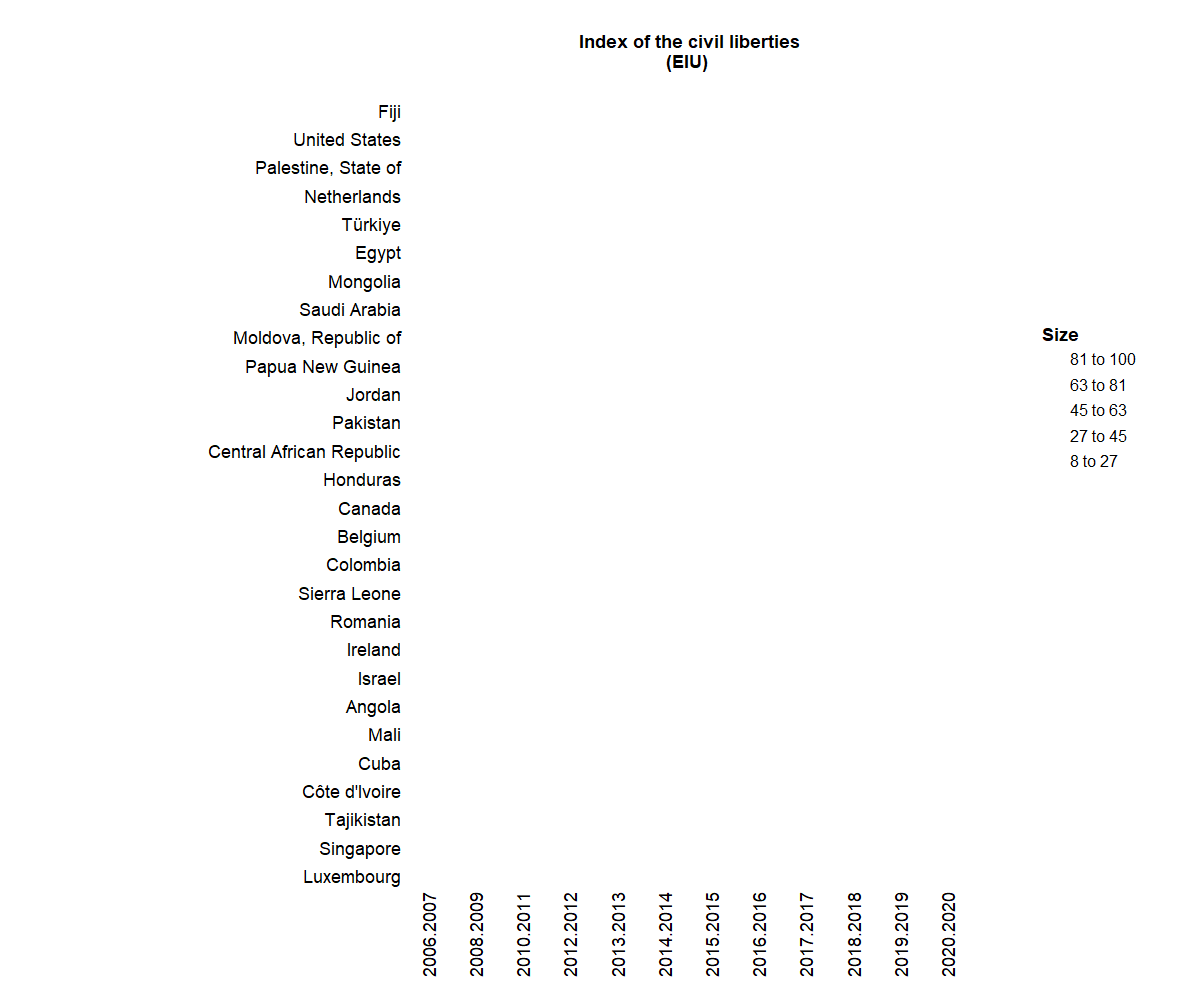 Index of the civil liberties
(EIU)
Fiji
United States
Palestine, State of
Netherlands
Türkiye
Egypt
Mongolia
Saudi Arabia
Moldova, Republic of
Papua New Guinea
Jordan
Pakistan
Central African Republic
Honduras
Canada
Belgium
Colombia
Sierra Leone
Romania
Ireland
Israel
Angola
Mali
Cuba
Côte d'Ivoire
Tajikistan
Singapore
Luxembourg
2006.2007
2008.2009
2010.2011
2012.2012
2013.2013
2014.2014
2015.2015
2016.2016
2017.2017
2018.2018
2019.2019
2020.2020
Size
81 to 100
63 to 81
45 to 63
27 to 45
8 to 27